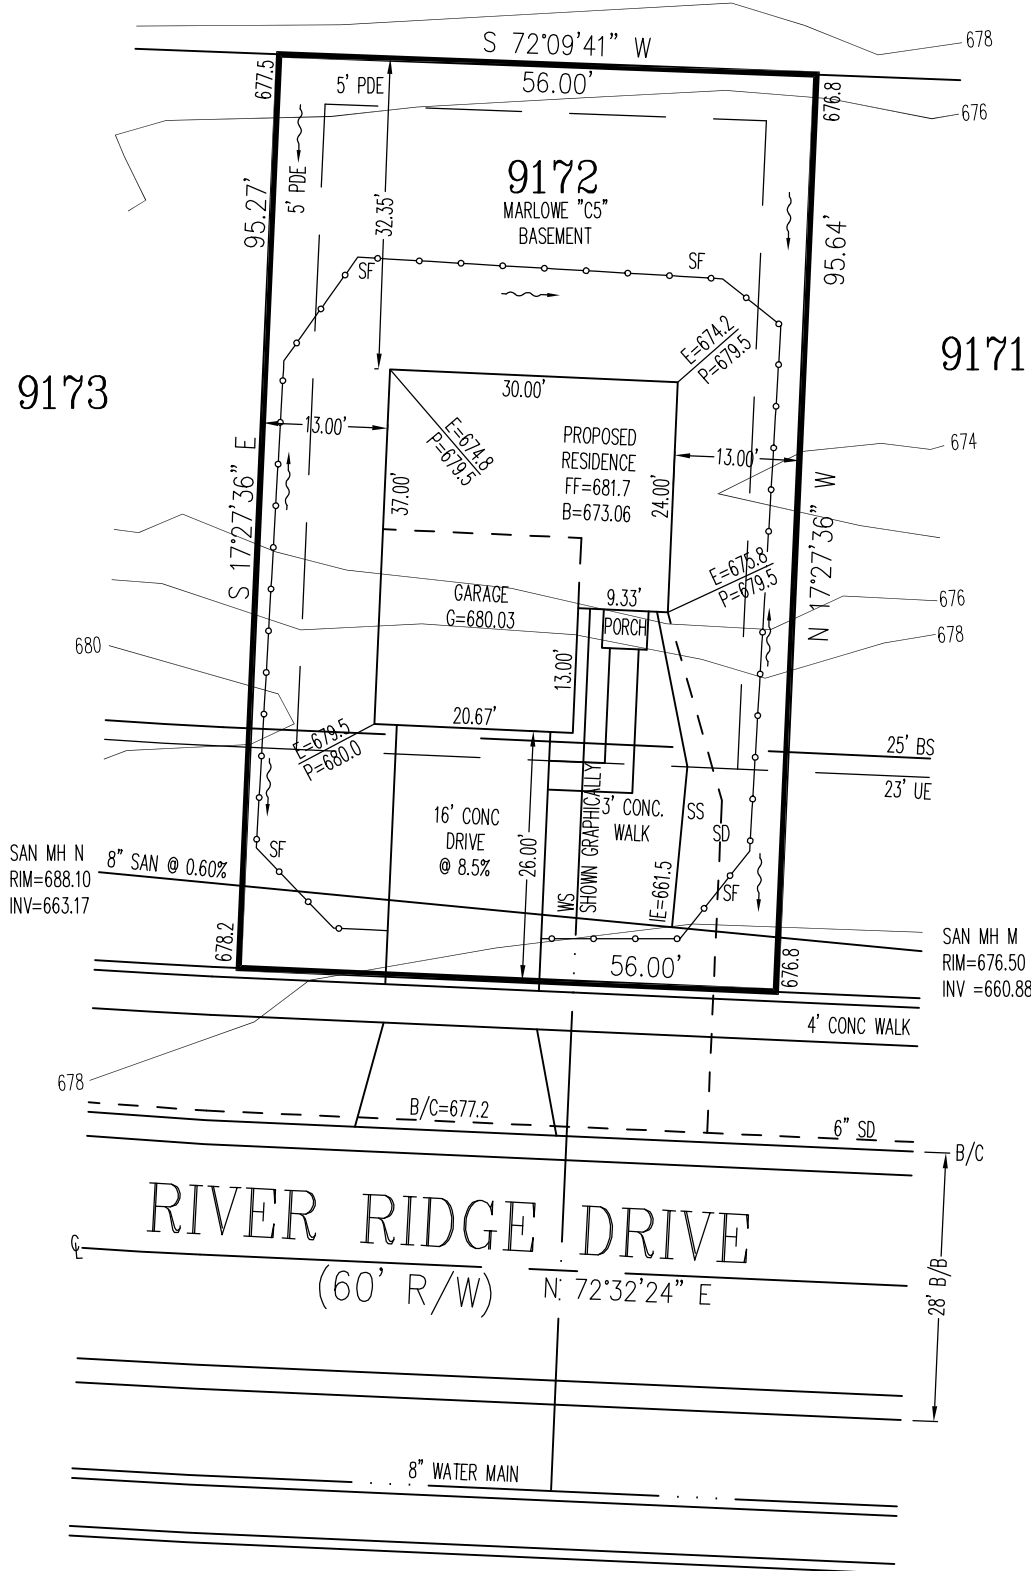 678
S 72°09'41" W
677.5
5' PDE
56.00'
676.8
676
5' PDE
9172
MARLOWE "C5"
BASEMENT
95.27'
32.35'
95.64'
SF
SF
E=674.2
P=679.5
9171
9173
30.00'
13.00'
E=674.8
P=679.5
PROPOSED
RESIDENCE
FF=681.7
B=673.06
13.00'
674
37.00'
24.00'
S 17°27'36" E
N 17°27'36" W
E=675.8
P=679.5
GARAGE
G=680.03
9.33'
PORCH
676
678
680
13.00'
20.67'
E=679.5
P=680.0
25' BS
23' UE
16' CONC
DRIVE
@ 8.5%
26.00'
WS
SHOWN GRAPHICALLY
3' CONC.
WALK
SS
SD
IE=661.5
SF
SF
SAN MH N
RIM=688.10
INV=663.17
8" SAN @ 0.60%
678.2
56.00'
676.8
SAN MH M
RIM=676.50
INV =660.88
4' CONC WALK
678
B/C=677.2
6" SD
B/C
RIVER RIDGE DRIVE
(60' R/W)
N 72°32'24" E
℄
28' B/B
8" WATER MAIN